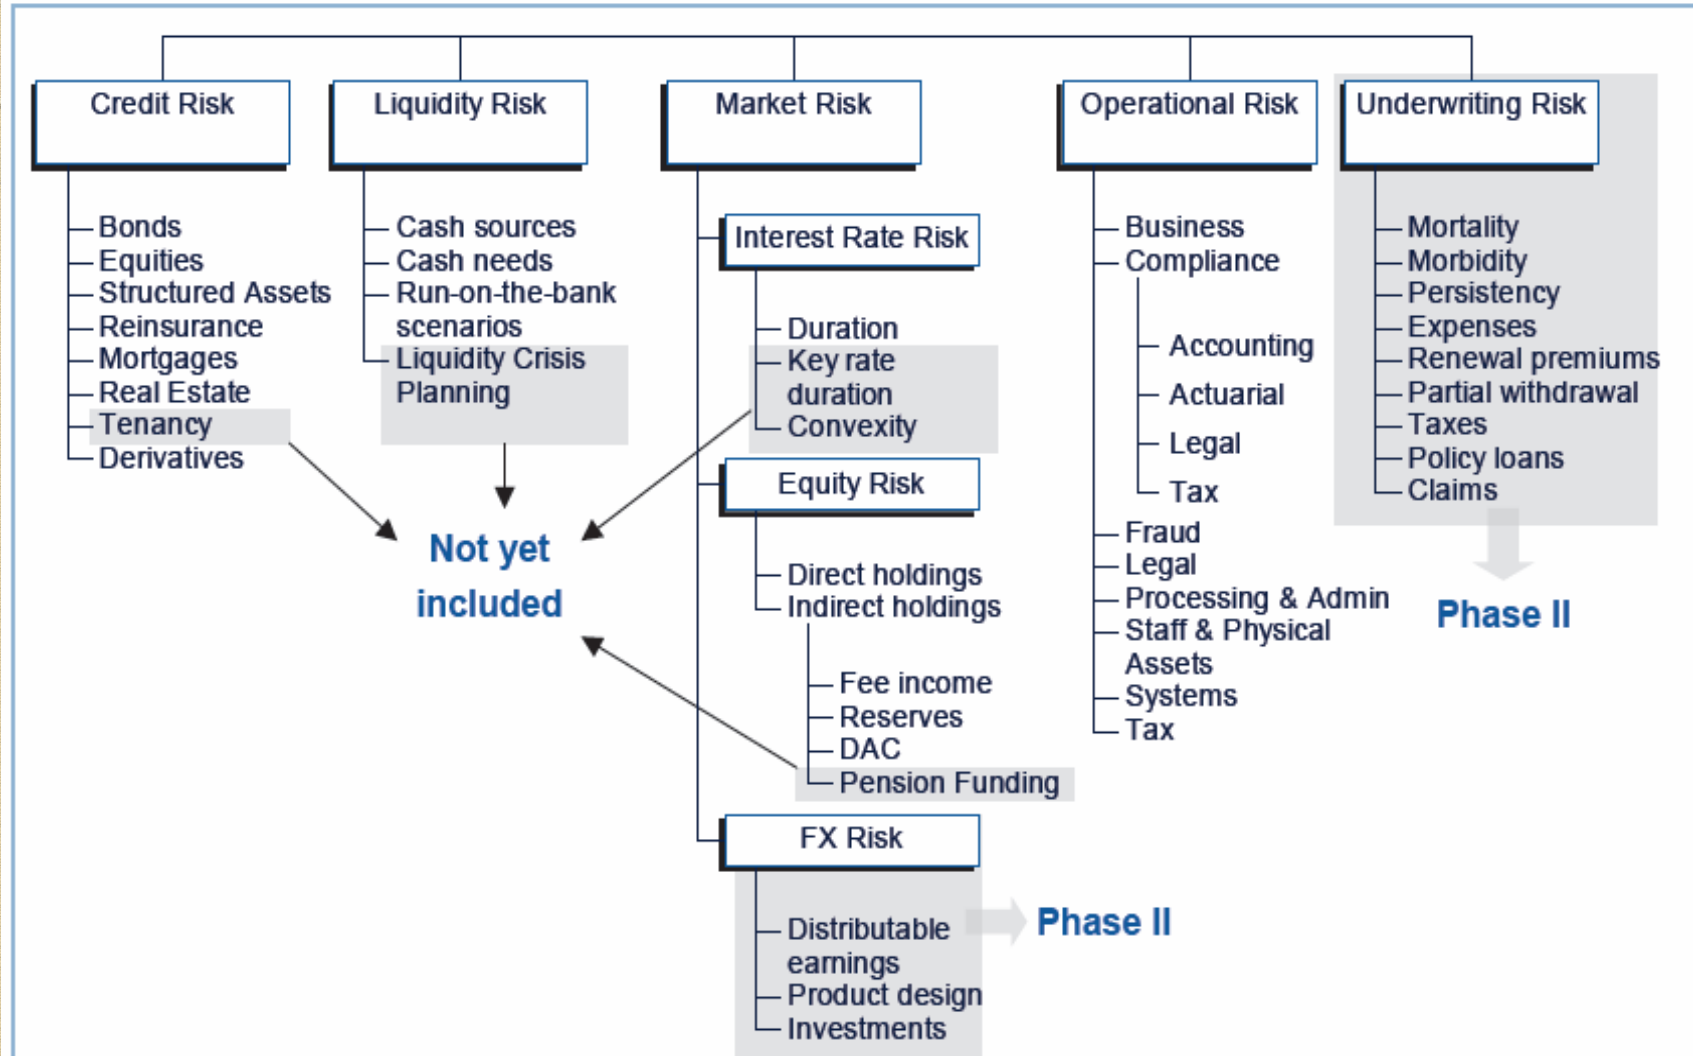 Credit Risk
Liquidity Risk
Market Risk
Operational Risk
Underwriting Risk
Bonds
Equities
Structured Assets
Reinsurance
Mortgages
Real Estate
Tenancy
Derivatives
Cash sources
Cash needs
Run-on-the-bank
scenarios
Liquidity Crisis
Planning
Not yet
included
Interest Rate Risk
Duration
Key rate
duration
Convexity
Equity Risk
Direct holdings
Indirect holdings
Fee income
Reserves
DAC
Pension Funding
FX Risk
Distributable
earnings
Product design
Investments
Phase II
Business
Compliance
Accounting
Actuarial
Legal
Tax
Fraud
Legal
Processing & Admin
Staff & Physical
Assets
Systems
Tax
Mortality
Morbidity
Persistency
Expenses
Renewal premiums
Partial withdrawal
Taxes
Policy loans
Claims
Phase II